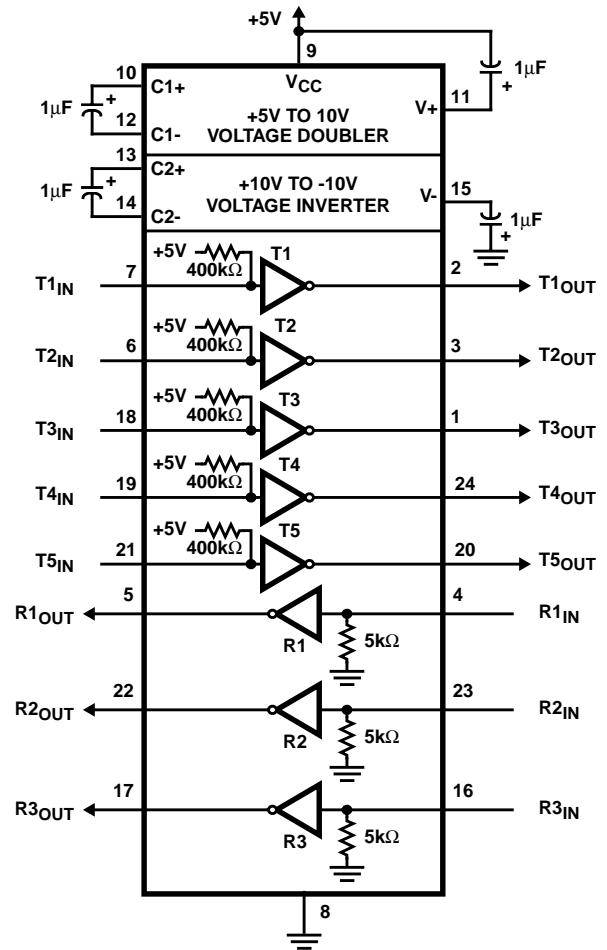 +5V
9
1μF
10
C1+
VCC
1μF
+
+
11
V+
+5V TO 10V
VOLTAGE DOUBLER
12
C1-
13
C2+
1μF
+
+10V TO -10V
VOLTAGE INVERTER
14
C2-
V-
15
1μF
+
+5V
400kΩ
T1
T1IN
7
2
T1OUT
+5V
400kΩ
T2
T2IN
6
3
T2OUT
+5V
400kΩ
T3
T3IN
18
1
T3OUT
+5V
400kΩ
T4
T4IN
19
24
T4OUT
+5V
400kΩ
T5
T5IN
21
20
T5OUT
R1OUT
5
4
R1IN
R1
5kΩ
R2OUT
22
23
R2IN
R2
5kΩ
R3OUT
17
16
R3IN
R3
5kΩ
8